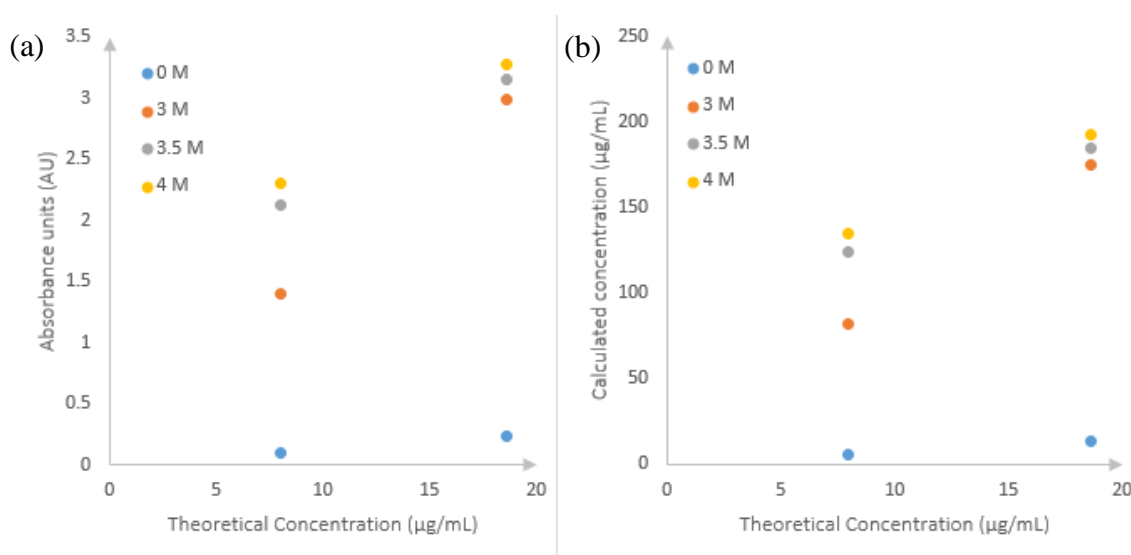 (a)
Absorbance units (AU)
3.5
3
2.5
2
1.5
1
0.5
0
0 M
3 M
3.5 M
4 M
0
5
10
15
20
Theoretical Concentration (µg/mL)
(b)
Calculated concentration (µg/mL)
250
200
150
100
50
0
0 M
3 M
3.5 M
4 M
0
5
10
15
20
Theoretical Concentration (µg/mL)